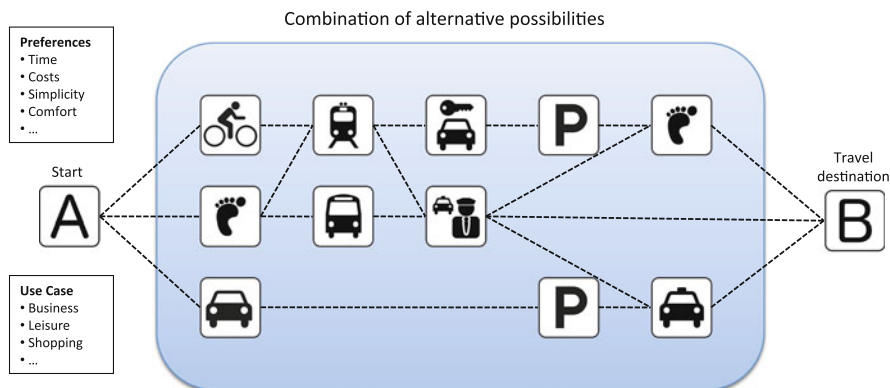 Combination of alternative possibilities
Preferences
• Time
• Costs
• Simplicity
• Comfort
• ...
Start
A
P
P
Travel
destination
B
Use Case
• Business
• Leisure
• Shopping
• ...